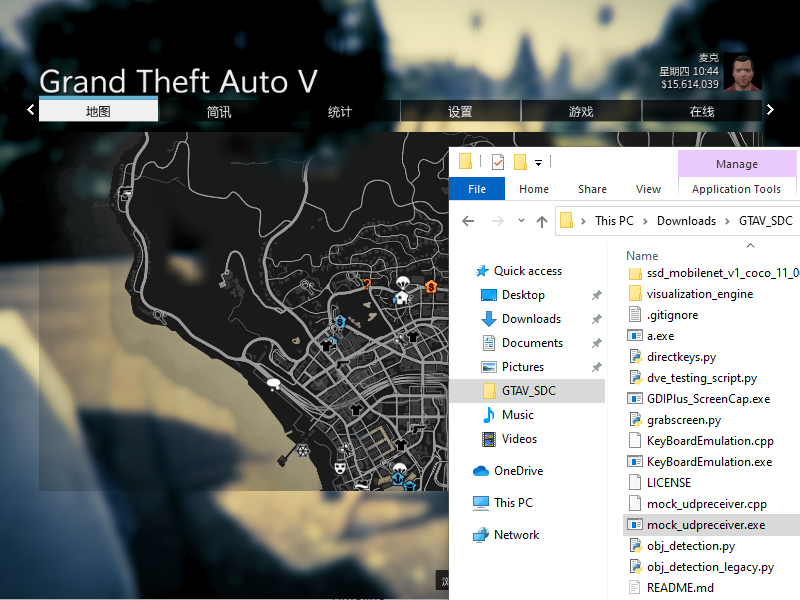 Grand Theft Auto V
麦克
星期四 10:44
$15,614,039
地图 简讯 统计 设置 游戏 在线
Manage
File Home Share View Application Tools
This PC Downloads GTAV_SDC
Name
Quick access
Desktop
Downloads
Documents
Pictures
GTAV_SDC
Music
Videos
OneDrive
This PC
Network
ssd_mobilenet_v1_coco_11_0
visualization_engine
.gitignore
a.exe
directkeys.py
dve_testing_script.py
GDIPlus_ScreenCap.exe
grabscreen.py
KeyBoardEmulation.cpp
KeyBoardEmulation.exe
LICENSE
mock_udpreceiver.cpp
mock_udpreceiver.exe
obj_detection.py
obj_detection_legacy.py
README.md